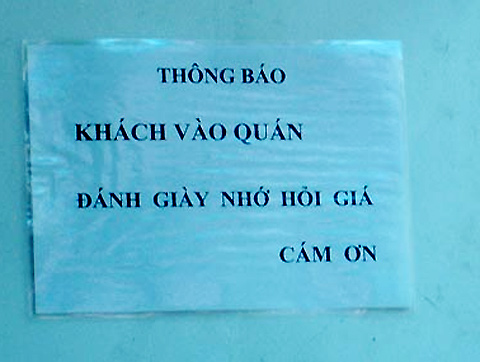 THÔNG BÁO
KHÁCH VÀO QUÁN
ĐÁNH GIÀY NHỚ HỎI GIÁ
CÁM ƠN